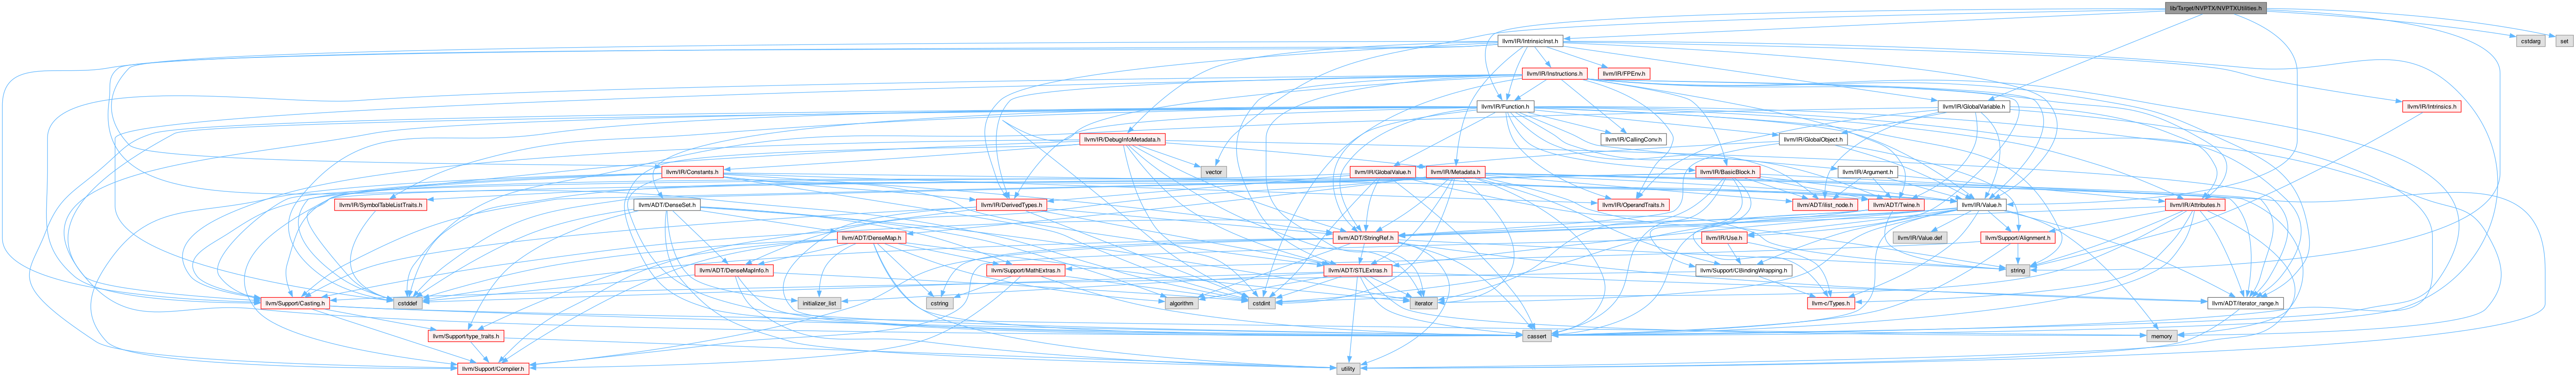 lib/Target/NVPTX/NVPTXUtilities.h
llvm/IR/IntrinsicInst.h
cstdarg
set
llvm/IR/Instructions.h
llvm/IR/FPEnv.h
llvm/IR/Function.h
llvm/IR/GlobalVariable.h
llvm/IR/Intrinsics.h
llvm/IR/DebugInfoMetadata.h
llvm/IR/CallingConv.h
llvm/IR/GlobalObject.h
llvm/IR/Constants.h
vector
llvm/IR/GlobalValue.h
llvm/IR/Metadata.h
llvm/IR/BasicBlock.h
llvm/IR/Argument.h
llvm/IR/SymbolTableListTraits.h
llvm/ADT/DenseSet.h
llvm/IR/DerivedTypes.h
llvm/IR/OperandTraits.h
llvm/ADT/ilist_node.h
llvm/ADT/Twine.h
llvm/IR/Value.h
llvm/IR/Attributes.h
llvm/ADT/DenseMap.h
llvm/ADT/StringRef.h
llvm/IR/Use.h
llvm/IR/Value.def
llvm/Support/Alignment.h
llvm/ADT/DenseMapInfo.h
llvm/Support/MathExtras.h
llvm/ADT/STLExtras.h
llvm/Support/CBindingWrapping.h
string
llvm/Support/Casting.h
cstddef
initializer_list
cstring
algorithm
cstdint
iterator
llvm-c/Types.h
llvm/ADT/iterator_range.h
llvm/Support/type_traits.h
cassert
memory
llvm/Support/Compiler.h
utility